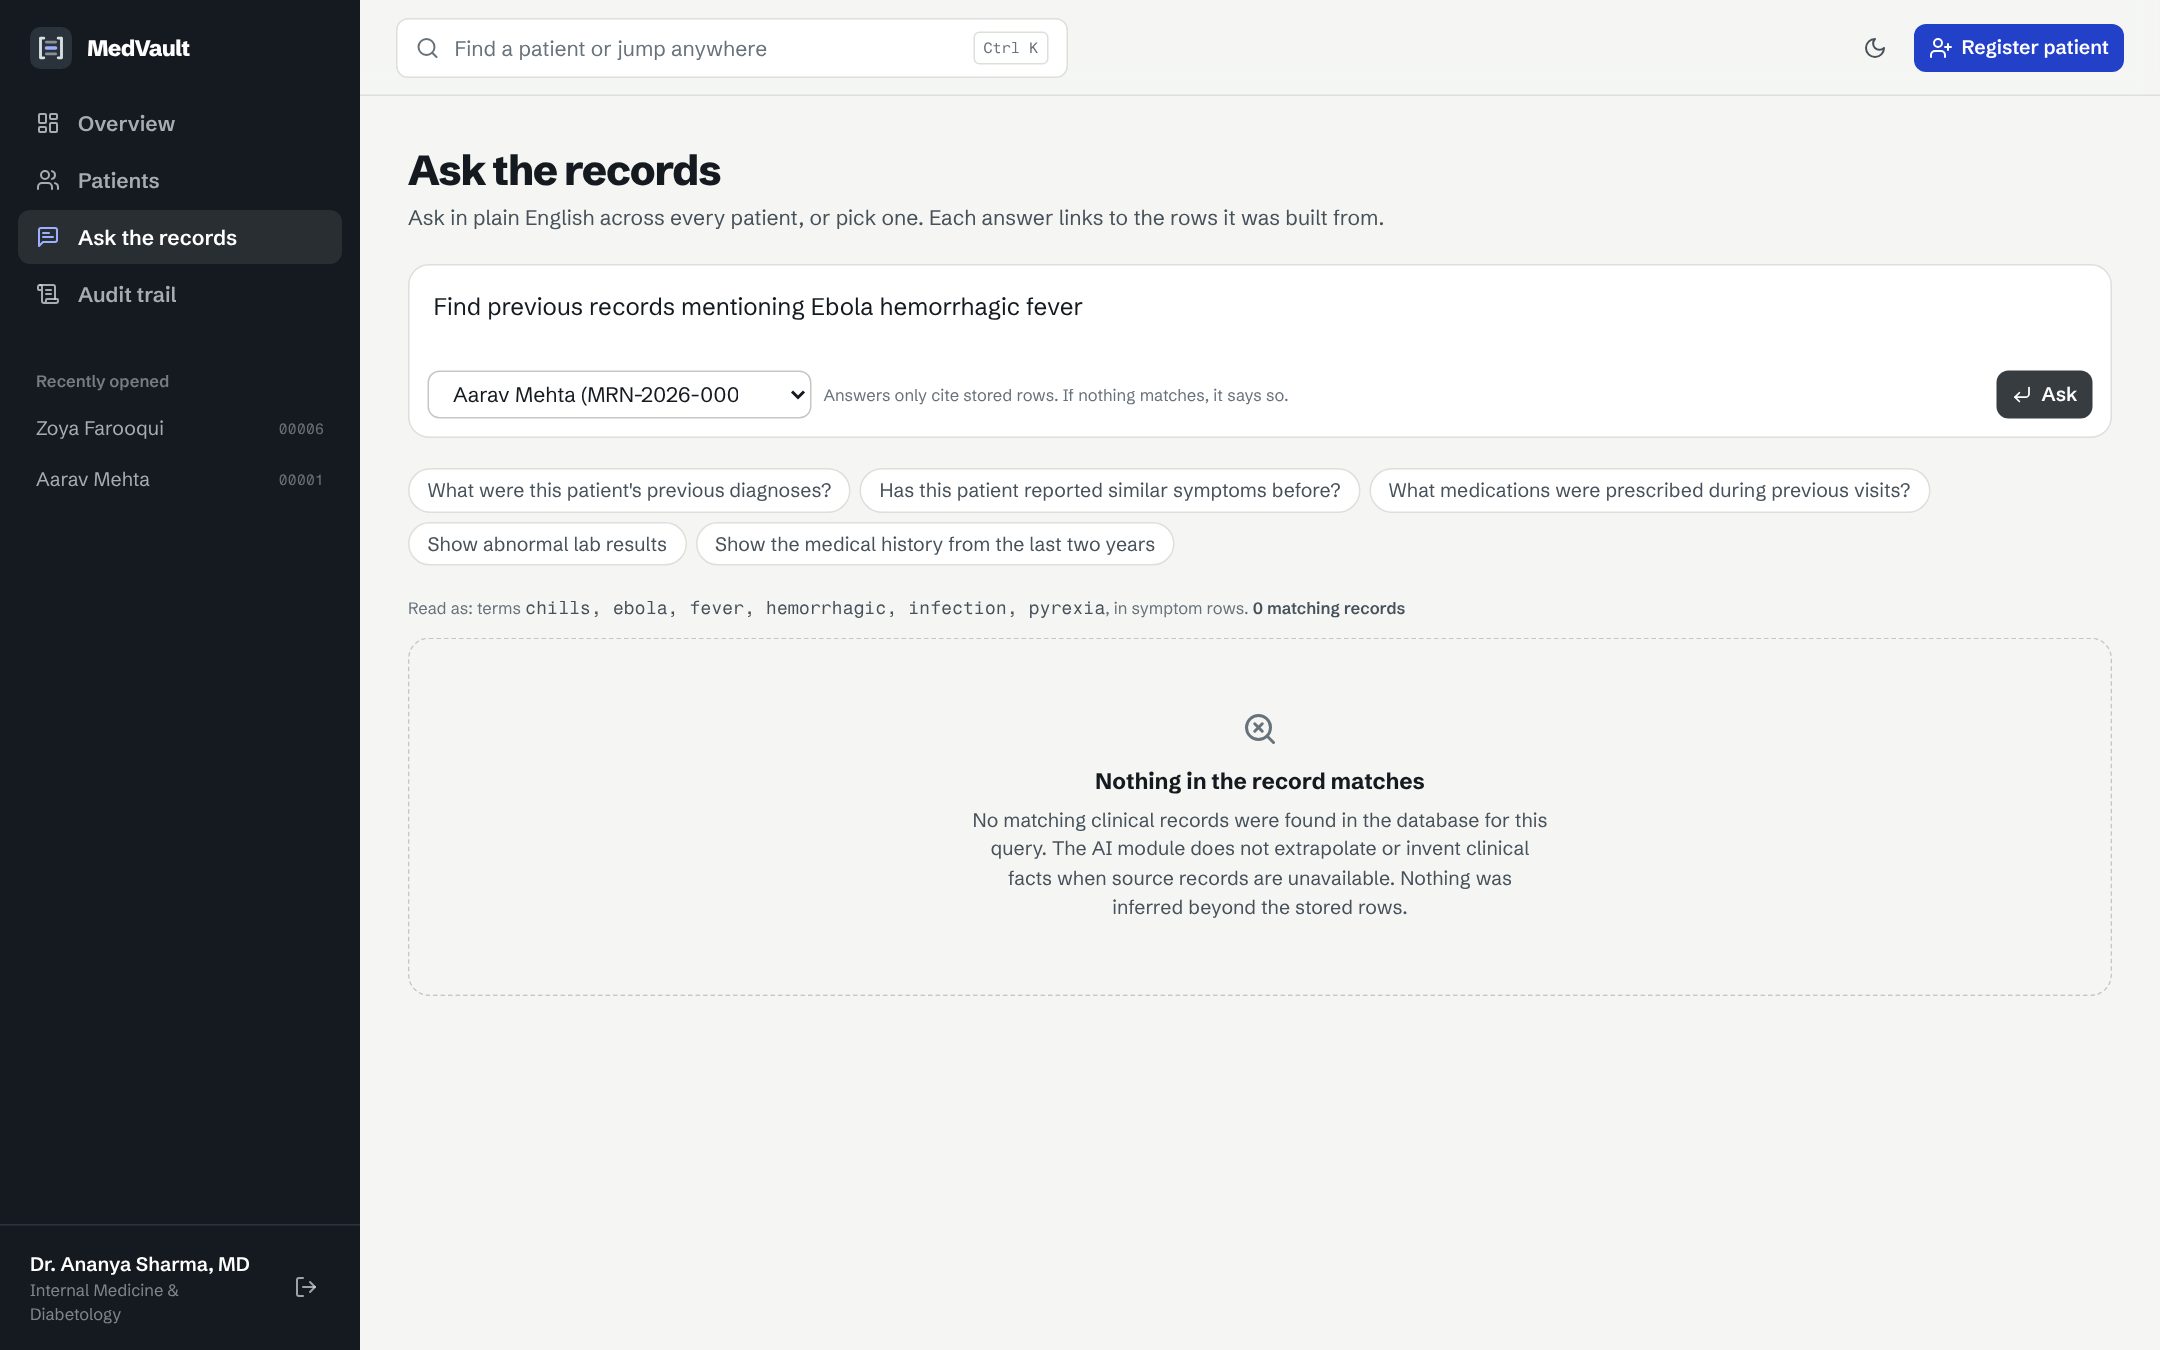 MedVault
Overview
Patients
Ask the records
Audit trail
Recently opened
Zoya Farooqui 00006
Aarav Mehta 00001
Dr. Ananya Sharma, MD
Internal Medicine &
Diabetology
Find a patient or jump anywhere Ctrl K
Register patient
Ask the records
Ask in plain English across every patient, or pick one. Each answer links to the rows it was built from.
Find previous records mentioning Ebola hemorrhagic fever
Aarav Mehta (MRN-2026-000 Answers only cite stored rows. If nothing matches, it says so. Ask
What were this patient's previous diagnoses? Has this patient reported similar symptoms before? What medications were prescribed during previous visits?
Show abnormal lab results Show the medical history from the last two years
Read as: terms chills, ebola, fever, hemorrhagic, infection, pyrexia, in symptom rows. 0 matching records
Nothing in the record matches
No matching clinical records were found in the database for this
query. The AI module does not extrapolate or invent clinical
facts when source records are unavailable. Nothing was
inferred beyond the stored rows.